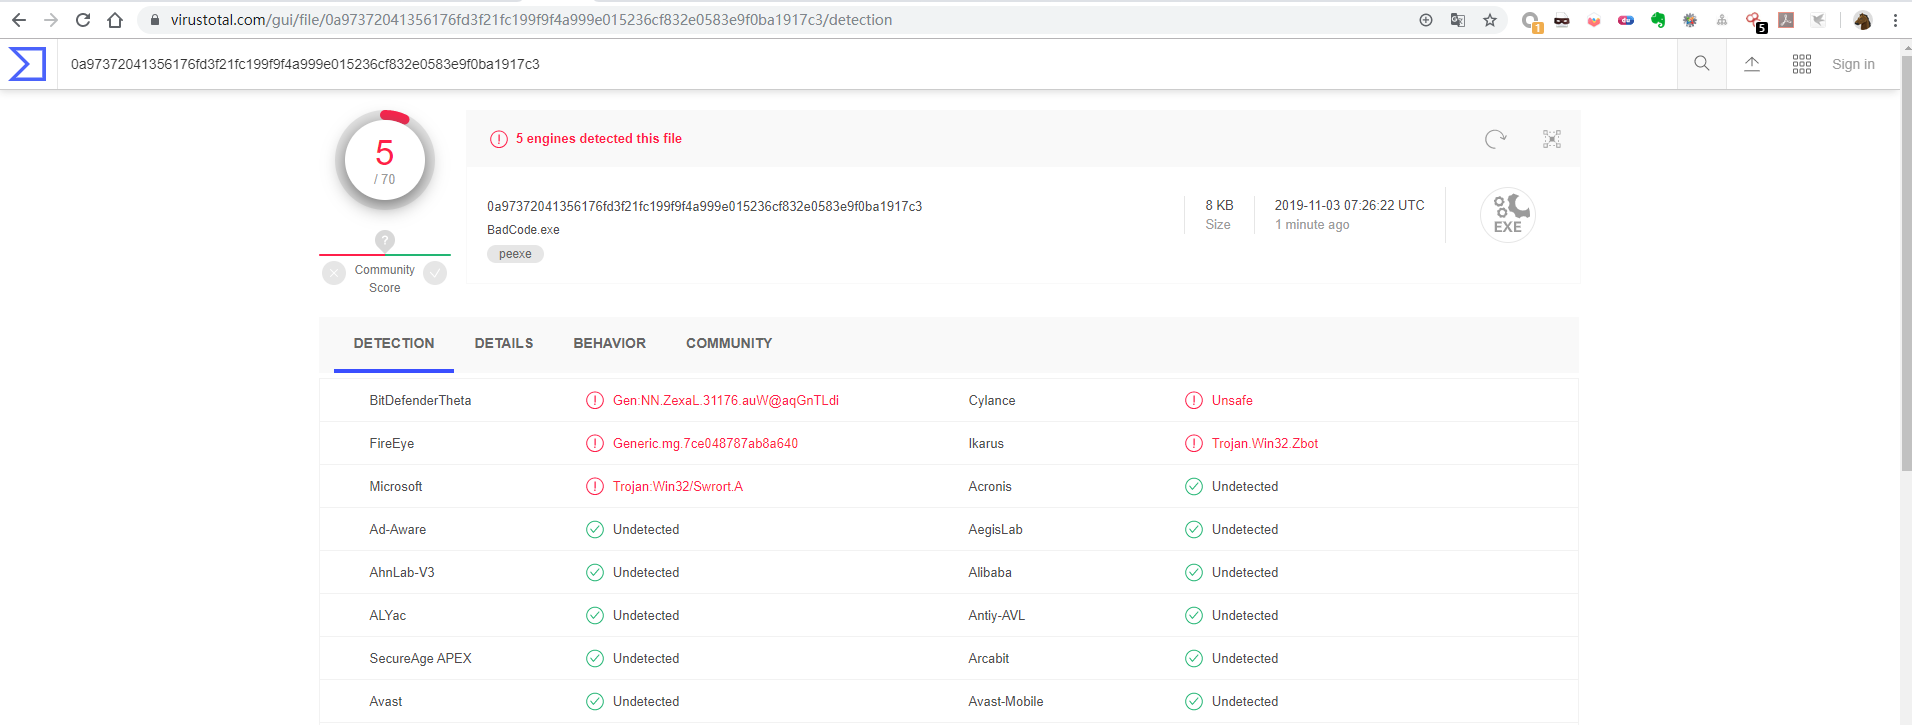 virustotal.com/gui/file/0a97372041356176fd3f21fc199f9f4a999e015236cf832e0583e9f0ba1917c3/detection
1
5
0a97372041356176fd3f21fc199f9f4a999e015236cf832e0583e9f0ba1917c3
Sign in
5
/ 70
5 engines detected this file
0a97372041356176fd3f21fc199f9f4a999e015236cf832e0583e9f0ba1917c3
BadCode.exe
peexe
8 KB
Size
2019-11-03 07:26:22 UTC
1 minute ago
EXE
?
Community
Score
DETECTION DETAILS BEHAVIOR COMMUNITY
BitDefenderTheta Gen:NN.ZexaL.31176.auW@aqGnTLdi Cylance Unsafe
FireEye Generic.mg.7ce048787ab8a640 Ikarus Trojan.Win32.Zbot
Microsoft Trojan:Win32/Swrort.A Acronis Undetected
Ad-Aware Undetected AegisLab Undetected
AhnLab-V3 Undetected Alibaba Undetected
ALYac Undetected Antiy-AVL Undetected
SecureAge APEX Undetected Arcabit Undetected
Avast Undetected Avast-Mobile Undetected